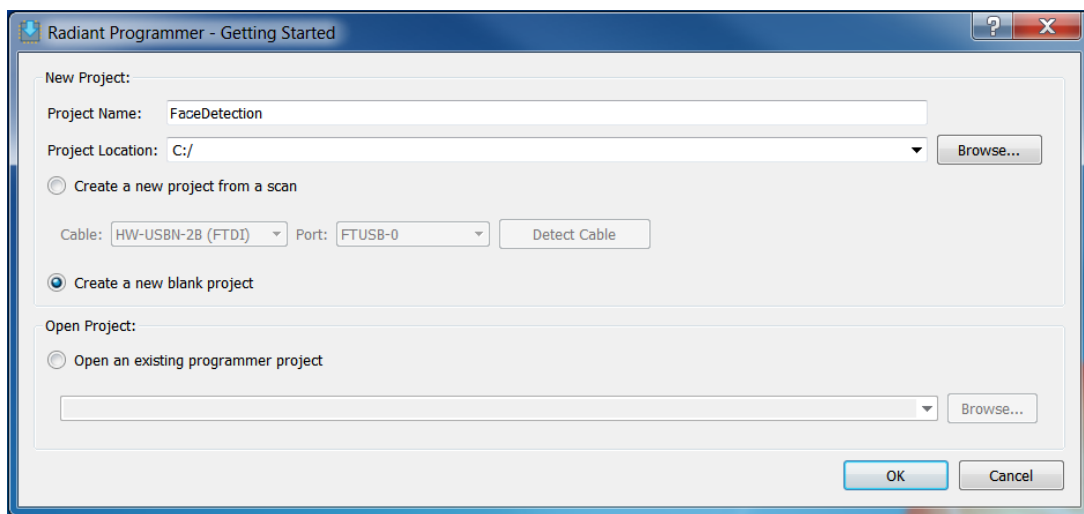 Radiant Programmer - Getting Started
New Project:
Project Name: FaceDetection
Project Location: C:/ Browse...
Create a new project from a scan
Cable: HW-USBN-2B (FTDI) Port: FTUSB-0 Detect Cable
Create a new blank project
Open Project:
Open an existing programmer project
Browse...
OK Cancel